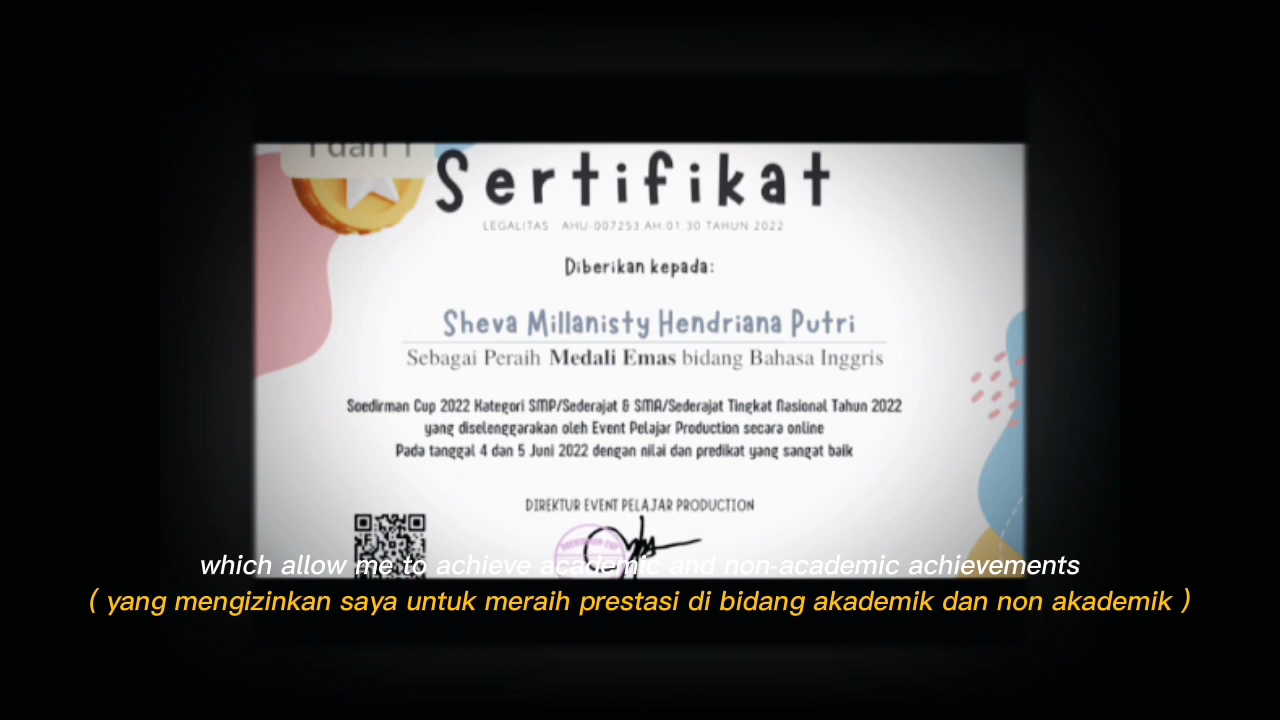 Sertifikat
LEGALITAS AHU-007253 AH 01 30 TAHUN 2022
Diberikan kepada:
Sheva Millanisty Hendriana Putri
Sebagai Peraih Medali Emas bidang Bahasa Inggris
Soedirman Cup 2022 Kategori SMP/Sederajat & SMA/Sederajat Tingkat Nasional Tahun 2022
yang diselenggarakan oleh Event Pelajar Production secara online
Pada tanggal 4 dan 5 Juni 2022 dengan nilai dan predikat yang sangat baik
DIREKTUR EVENT PELAJAR PRODUCTION
which allow me to achieve academic and non-academic achievements
( yang mengizinkan saya untuk meraih prestasi di bidang akademik dan non akademik )